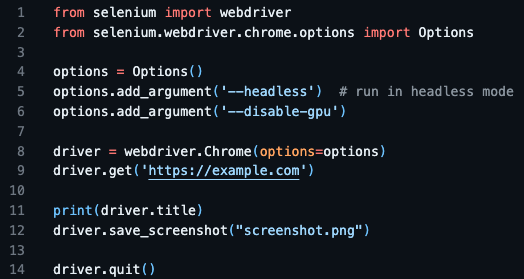 1 from selenium import webdriver
2 from selenium.webdriver.chrome.options import Options
3
4 options = Options()
5 options.add_argument('--headless')  # run in headless mode
6 options.add_argument('--disable-gpu')
7
8 driver = webdriver.Chrome(options=options)
9 driver.get('https://example.com')
10
11 print(driver.title)
12 driver.save_screenshot("screenshot.png")
13
14 driver.quit()